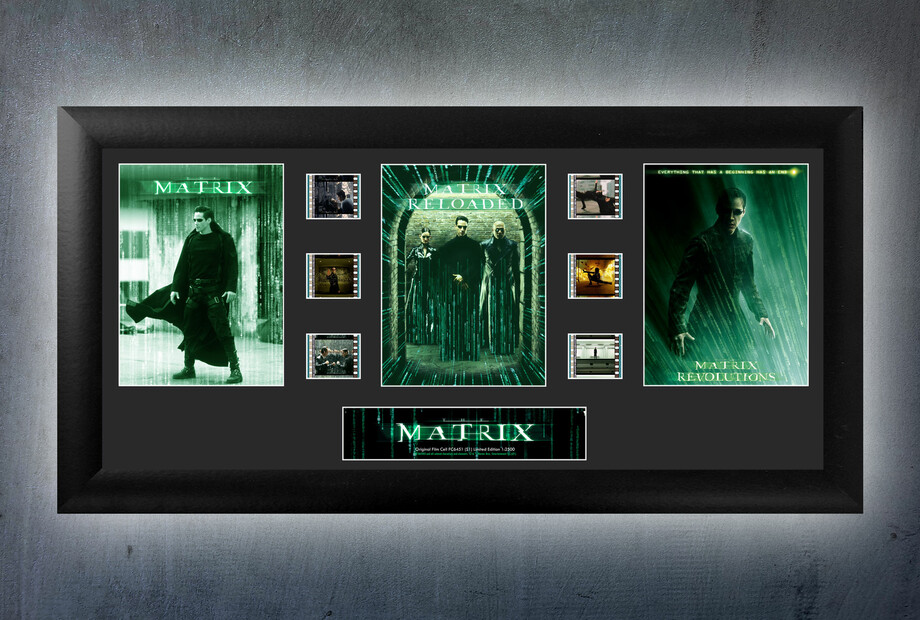 MATRIX
MATRIX
RELOADED
EVERYTHING THAT HAS A BEGINNING HAS AN END
MATRIX
REVOLUTIONS
THE
MATRIX
Original Film Cell FC6451 (S1) Limited Edition 1-2500